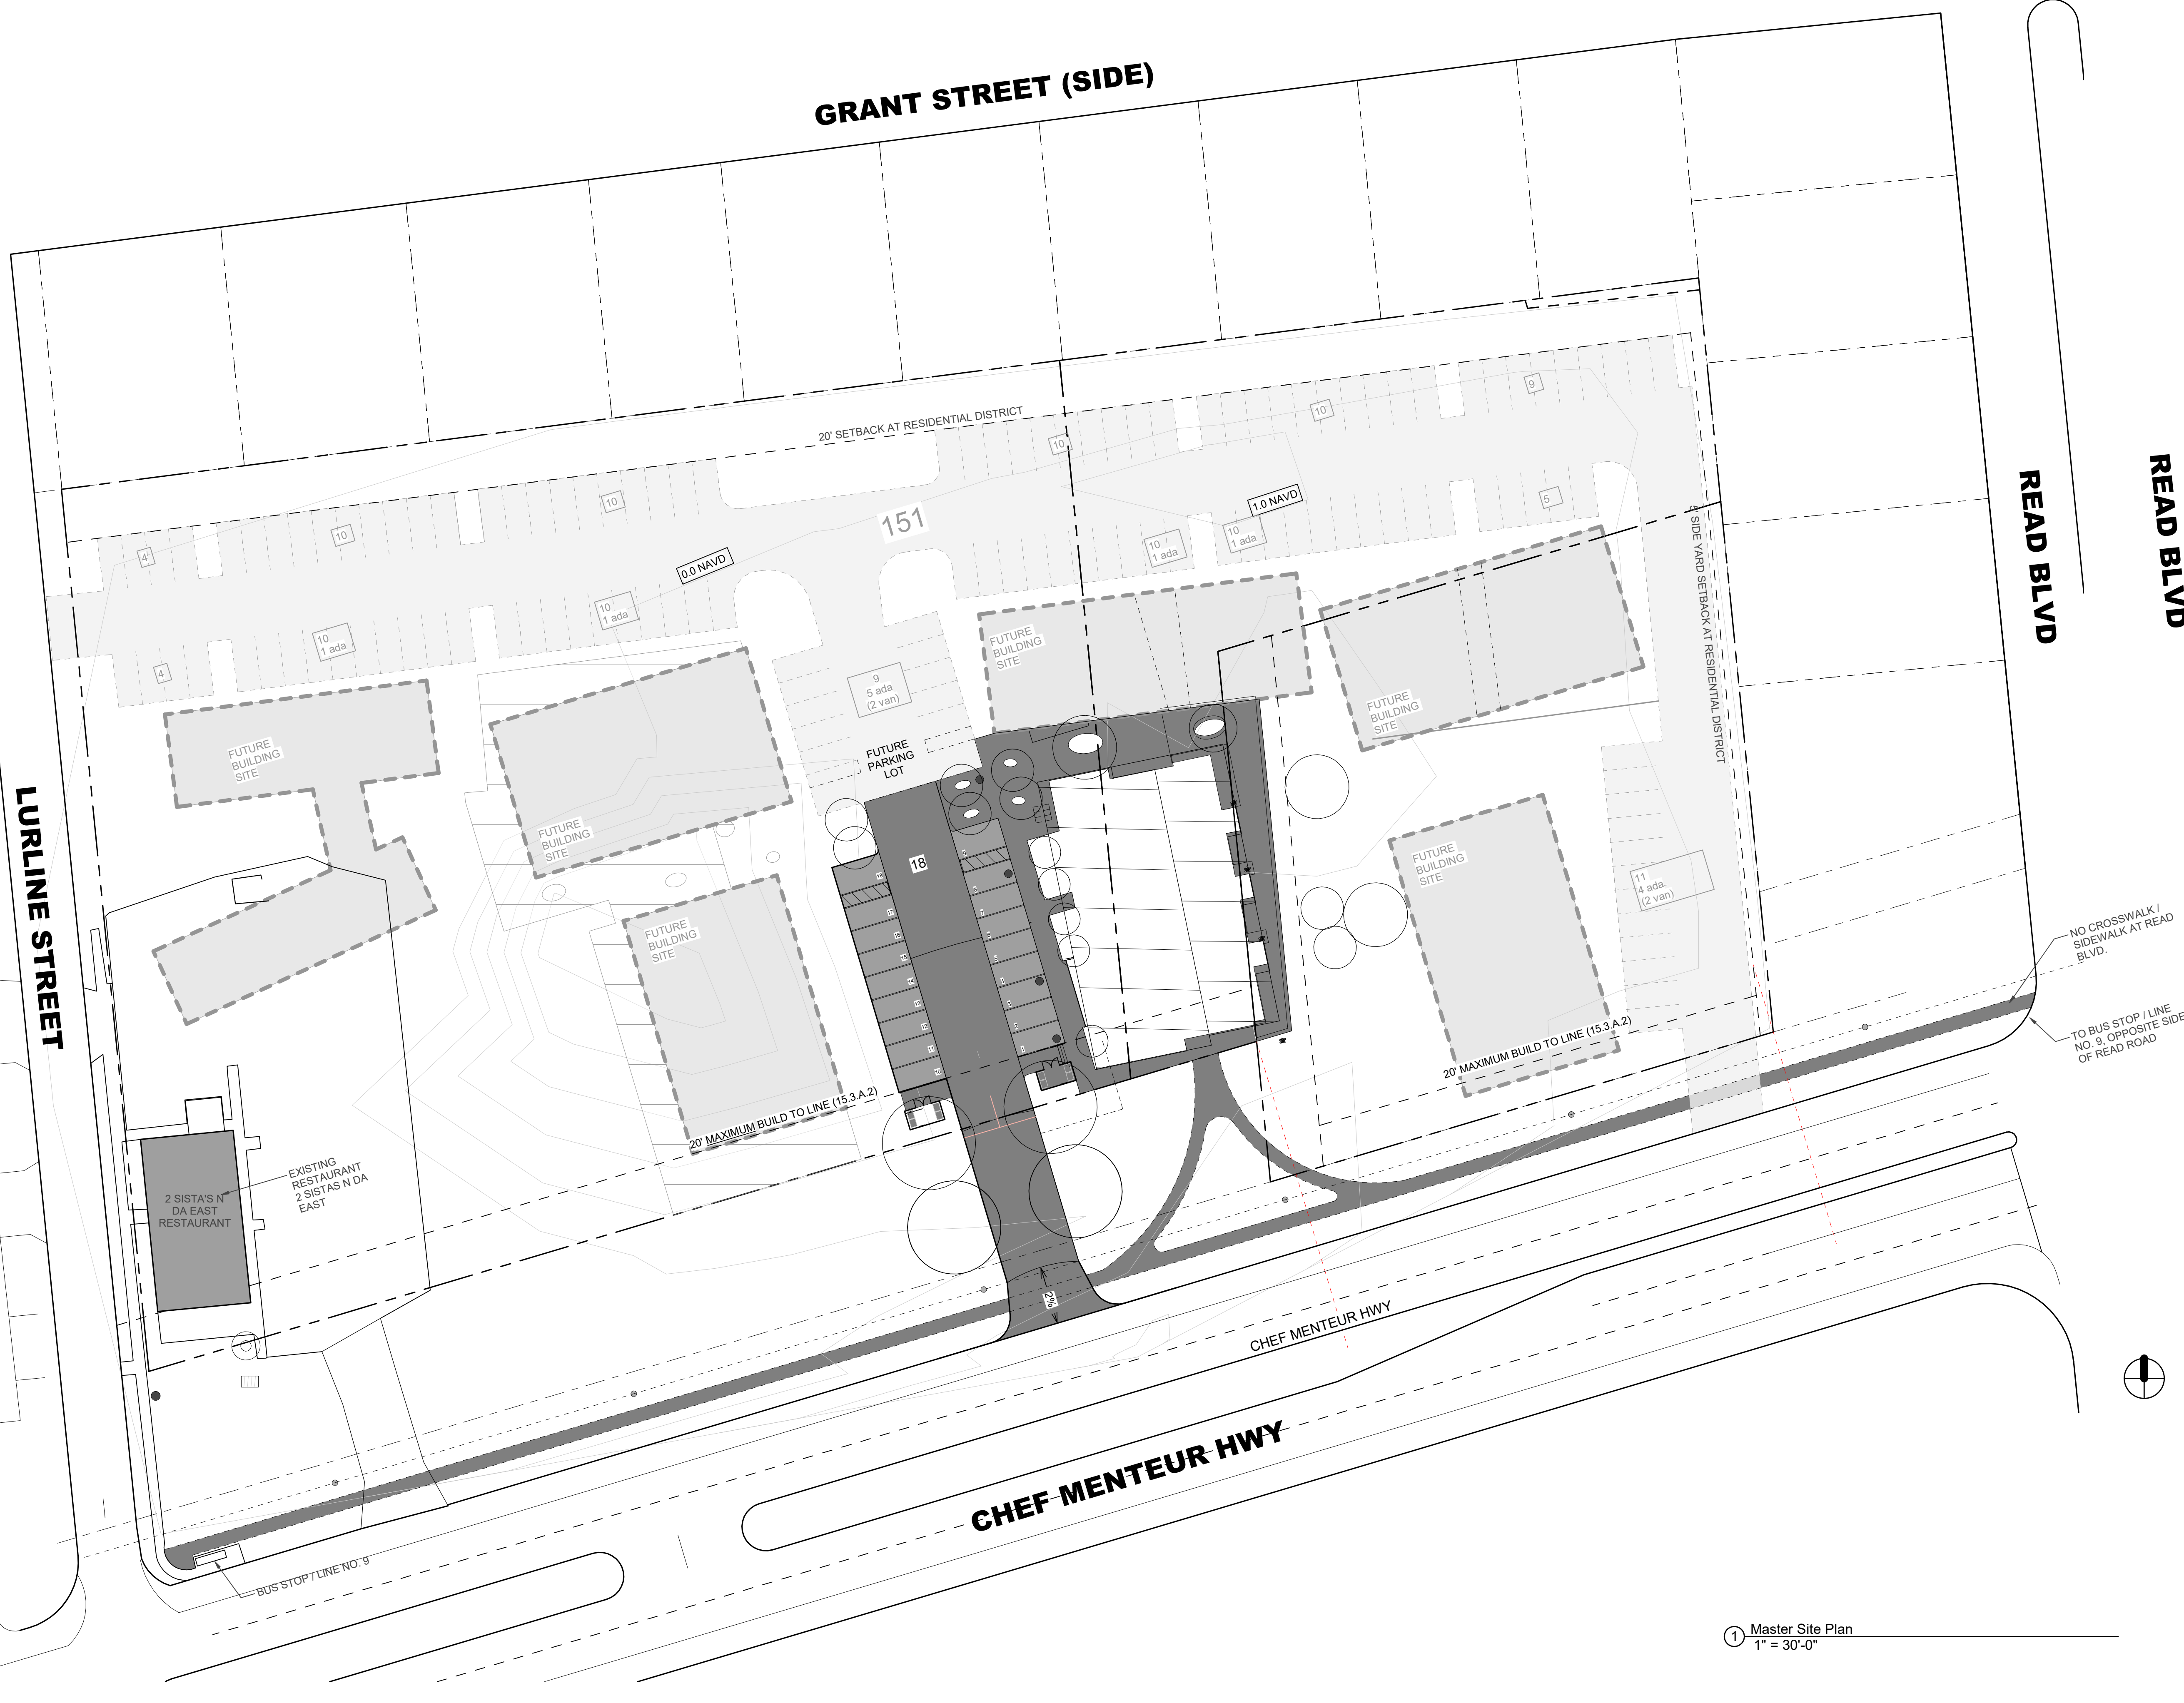 GRANT STREET (SIDE)
20' SETBACK AT RESIDENTIAL DISTRICT
9
10
10
5
10
1 ada
10
1 ada
1.0 NAVD
151
10
10
4
0.0 NAVD
10
1 ada
10
1 ada
4
READ BLVD
READ BLVD
5' SIDE YARD SETBACK AT RESIDENTIAL DISTRICT
FUTURE
BUILDING
SITE
FUTURE
BUILDING
SITE
9
5 ada
(2 van)
FUTURE
PARKING
LOT
FUTURE
BUILDING
SITE
FUTURE
BUILDING
SITE
FUTURE
BUILDING
SITE
FUTURE
BUILDING
SITE
18
11
4 ada
(2 van)
LURLINE STREET
NO CROSSWALK /
SIDEWALK AT READ
BLVD.
TO BUS STOP / LINE
NO. 9, OPPOSITE SIDE
OF READ ROAD
20' MAXIMUM BUILD TO LINE (15.3.A.2)
20' MAXIMUM BUILD TO LINE (15.3.A.2)
EXISTING
RESTAURANT
2 SISTAS N DA
EAST
2 SISTA'S N
DA EAST
RESTAURANT
2%
CHEF MENTEUR HWY
CHEF MENTEUR HWY
BUS STOP / LINE NO. 9
1
Master Site Plan
1" = 30'-0"